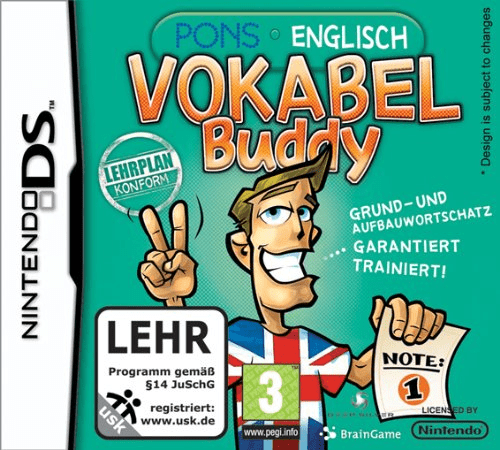 PONS · ENGLISCH
VOKABEL
Buddy
* Design is subject to changes
NINTENDO DS™
LEHRPLAN
KONFORM
GRUND- UND
AUFBAUWORTSCHATZ
...... GARANTIERT
TRAINIERT!
LEHR
Programm gemäß
§14 JuSchG
registriert:
www.usk.de
usk
3
www.pegi.info
NOTE:
1
BrainGame
LICENSED BY
Nintendo